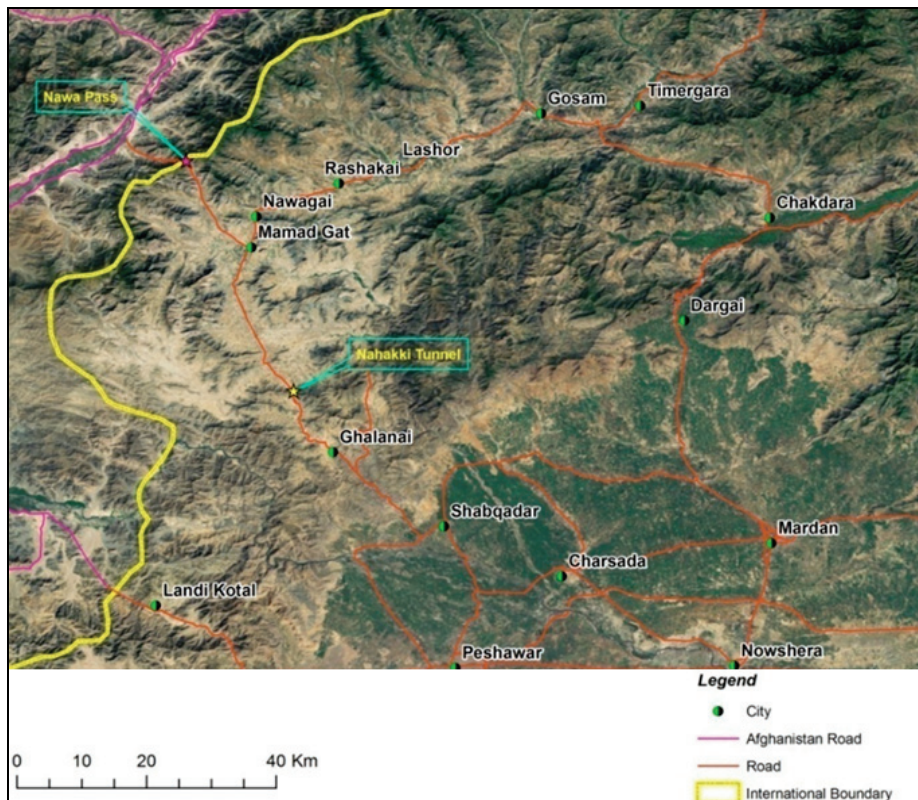 Nawa Pass
Timergara
Gosam
Lashor
Rashakai
Nawagai
Chakdara
Mamad Gat
Dargai
Nahakki Tunnel
Ghalanai
Shabqadar
Mardan
Charsada
Landi Kotal
Peshawar
Nowshera
Legend
City
Afghanistan Road
Road
International Boundary
0 10 20 40 Km